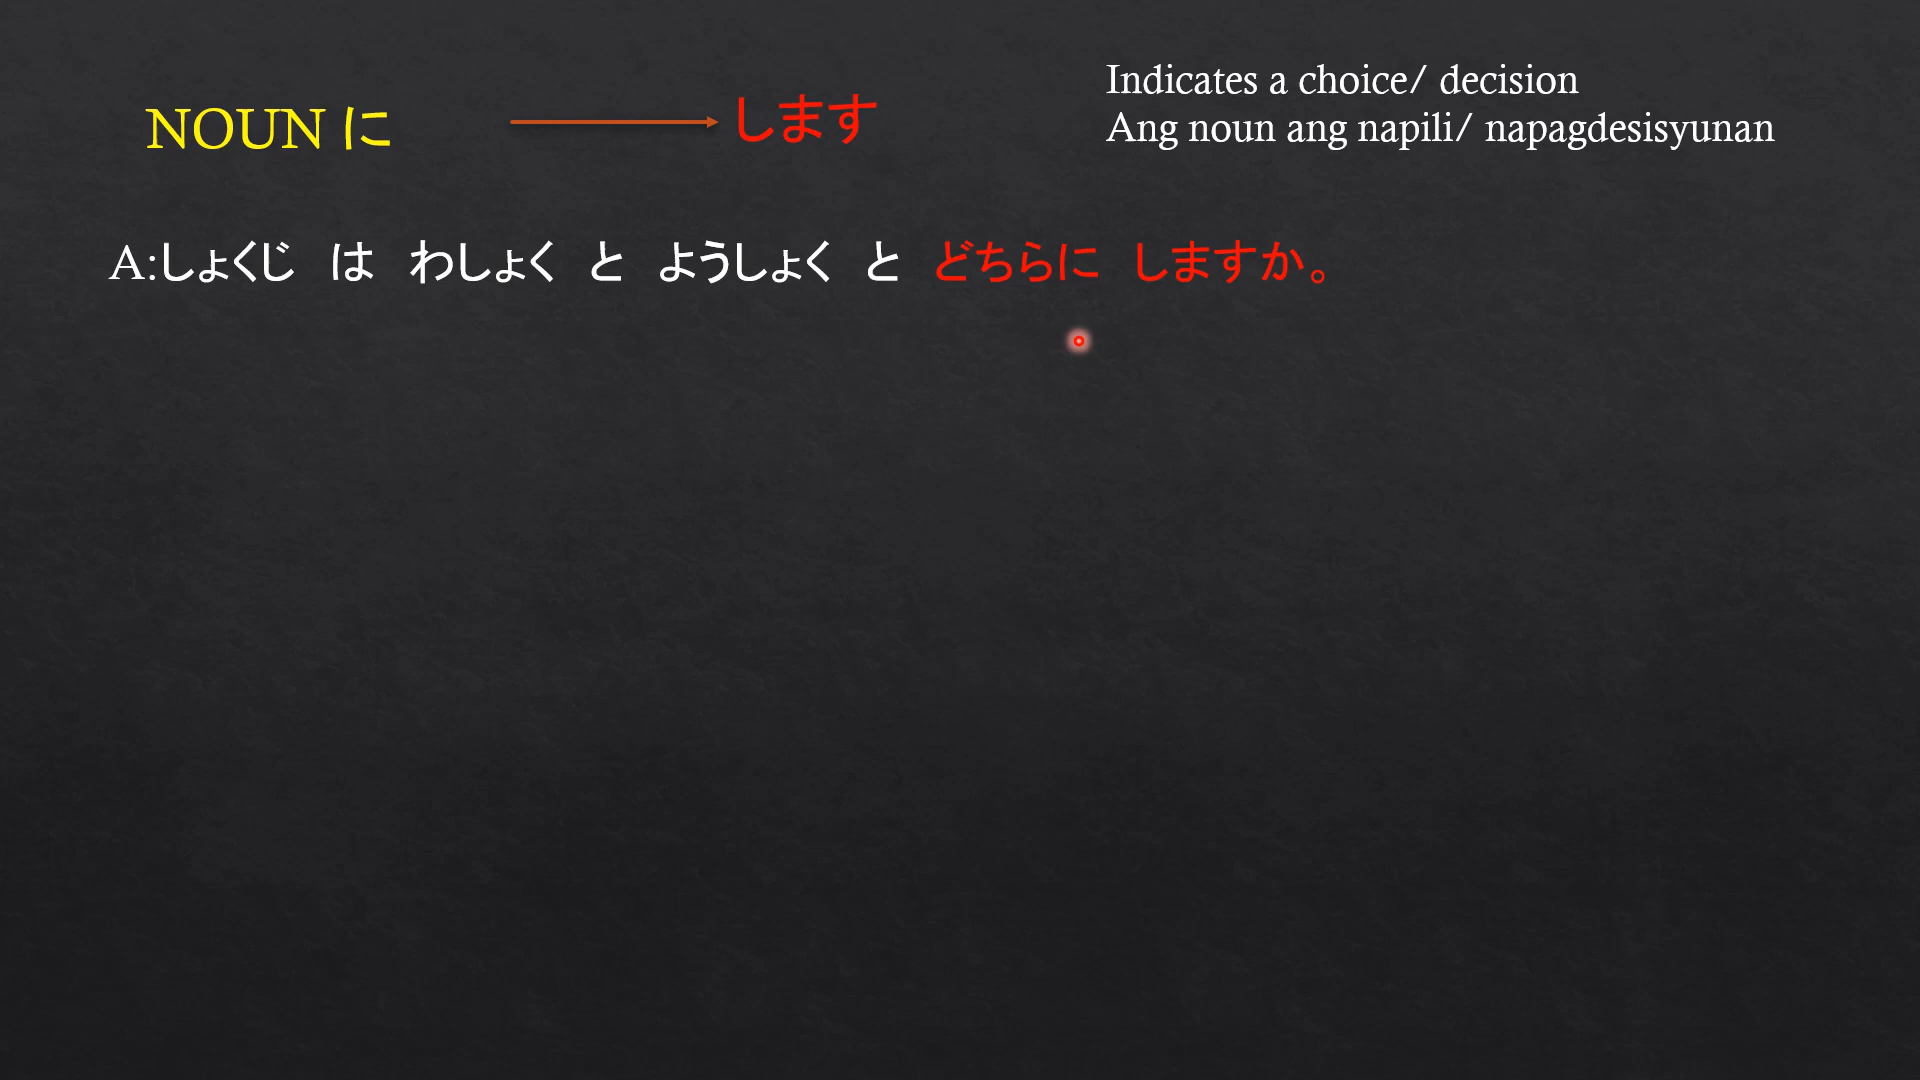 NOUN に します
Indicates a choice/ decision
Ang noun ang napili/ napagdesisyunan
A:しょくじ　は　わしょく　と　ようしょく　と　どちらに　しますか。